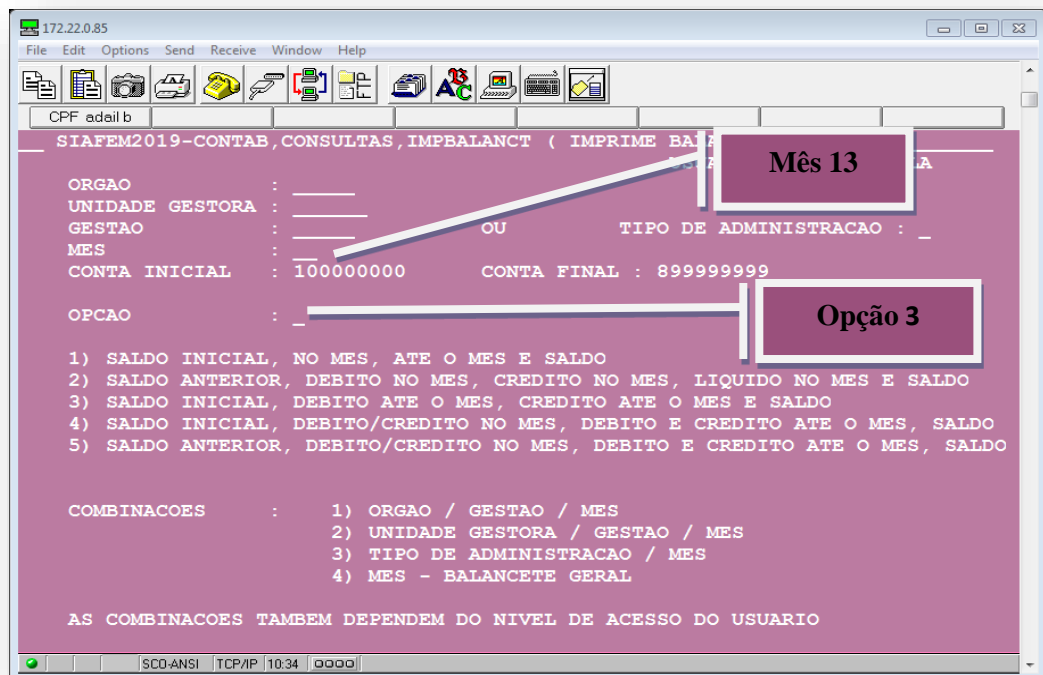 172.22.0.85
File Edit Options Send Receive Window Help
CPF adail b
__ SIAFEM2019-CONTAB,CONSULTAS,IMPBALANCT ( IMPRIME
Mês 13
ORGAO : _____
UNIDADE GESTORA : ______
GESTAO : _____ OU TIPO DE ADMINISTRACAO : _
MES : __
CONTA INICIAL : 100000000 CONTA FINAL : 899999999
OPCAO : _
Opção 3
1) SALDO INICIAL, NO MES, ATE O MES E SALDO
2) SALDO ANTERIOR, DEBITO NO MES, CREDITO NO MES, LIQUIDO NO MES E SALDO
3) SALDO INICIAL, DEBITO ATE O MES, CREDITO ATE O MES E SALDO
4) SALDO INICIAL, DEBITO/CREDITO NO MES, DEBITO E CREDITO ATE O MES, SALDO
5) SALDO ANTERIOR, DEBITO/CREDITO NO MES, DEBITO E CREDITO ATE O MES, SALDO
COMBINACOES : 1) ORGAO / GESTAO / MES
2) UNIDADE GESTORA / GESTAO / MES
3) TIPO DE ADMINISTRACAO / MES
4) MES - BALANCETE GERAL
AS COMBINACOES TAMBEM DEPENDEM DO NIVEL DE ACESSO DO USUARIO
SCO-ANSI TCP/IP 10:34